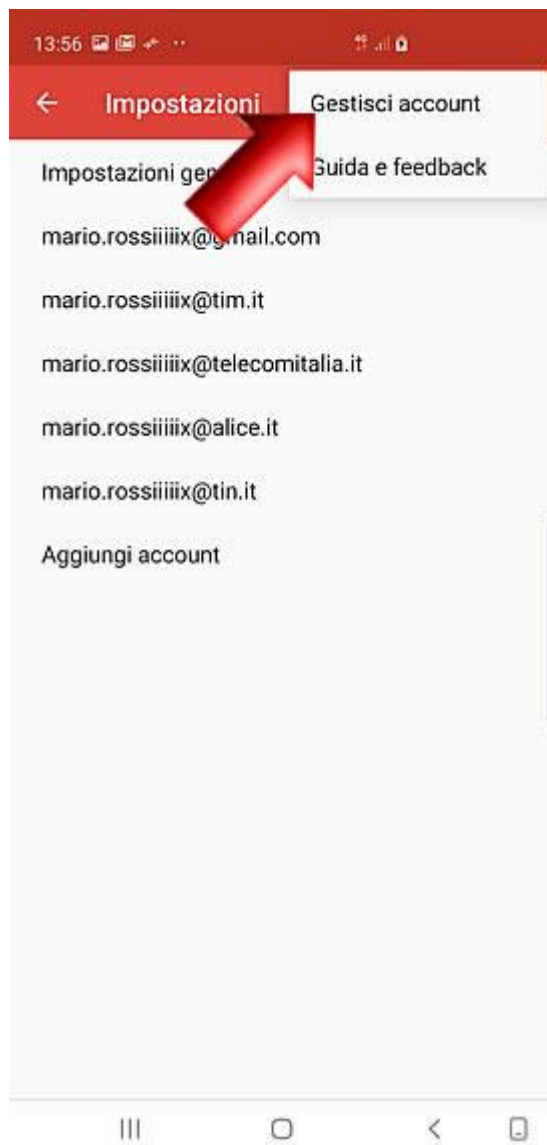 13:56
Impostazioni
Gestisci account
Guida e feedback
Impostazioni
mario.rossiiiiix@gmail.com
mario.rossiiiiix@tim.it
mario.rossiiiiix@telecomitalia.it
mario.rossiiiiix@alice.it
mario.rossiiiiix@tin.it
Aggiungi account